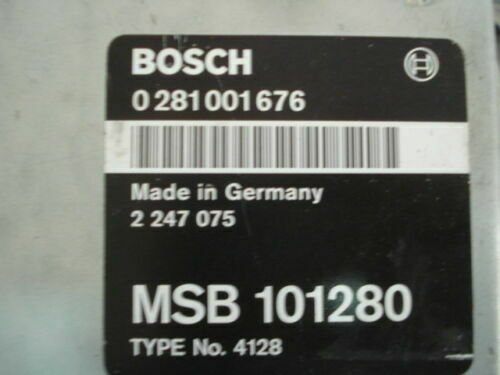 BOSCH
0 281 001 676
Made in Germany
2 247 075
MSB 101280
TYPE No. 4128